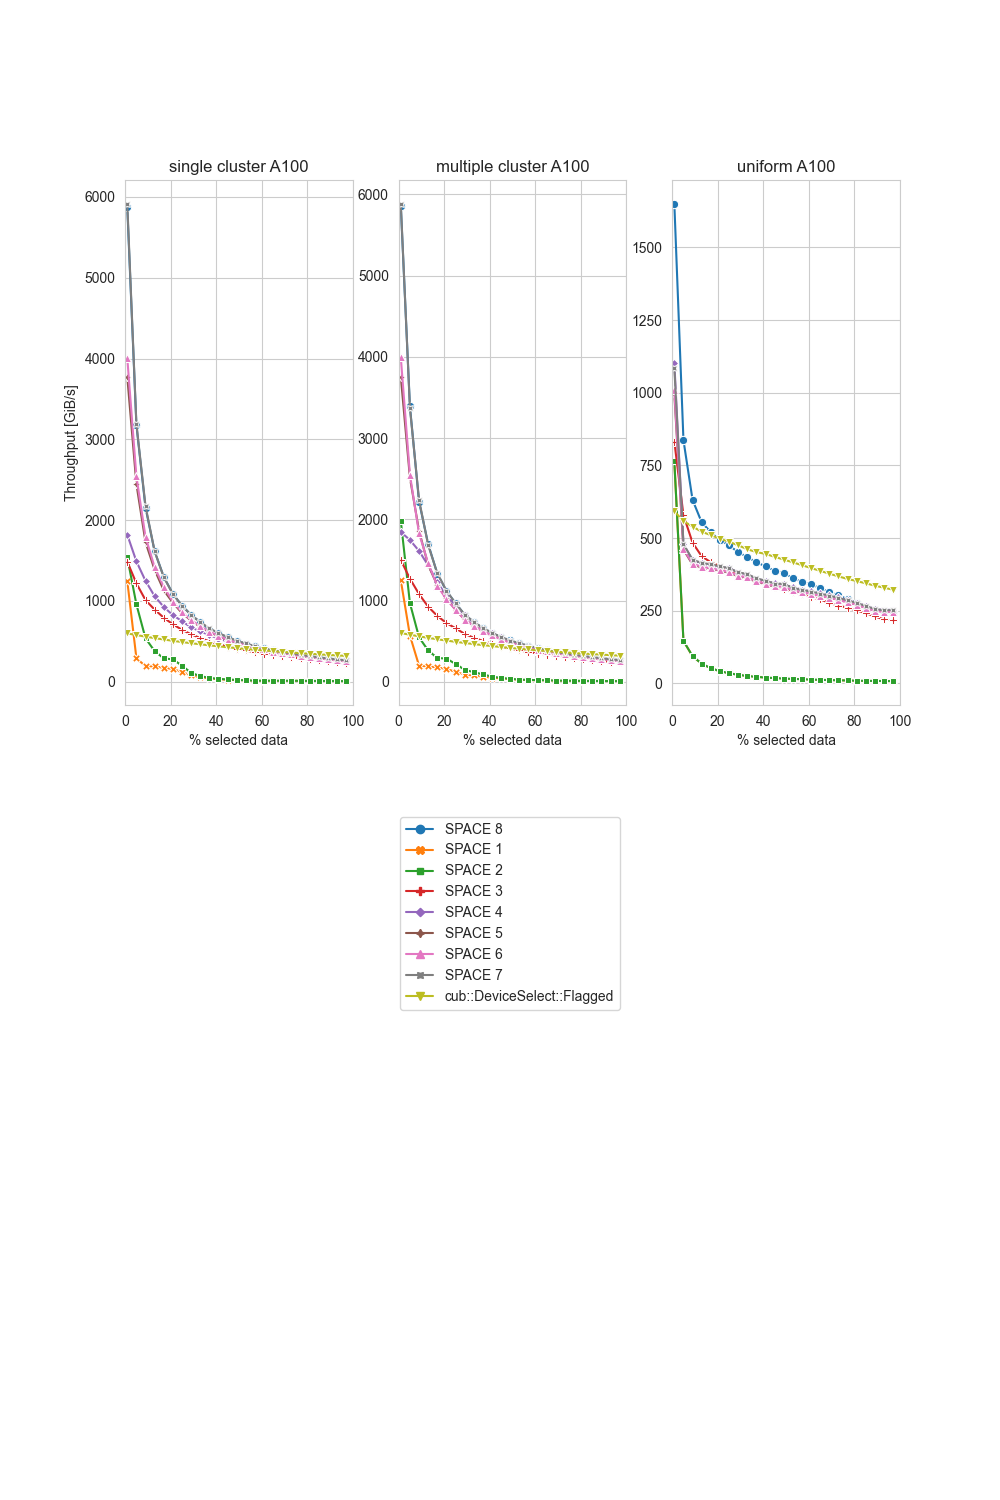 single cluster A100
multiple cluster A100
uniform A100
Throughput [GiB/s]
6000
5000
4000
3000
2000
1000
0
0 20 40 60 80 100
% selected data
6000
5000
4000
3000
2000
1000
0
0 20 40 60 80 100
% selected data
1500
1250
1000
750
500
250
0
0 20 40 60 80 100
% selected data
SPACE 8
SPACE 1
SPACE 2
SPACE 3
SPACE 4
SPACE 5
SPACE 6
SPACE 7
cub::DeviceSelect::Flagged